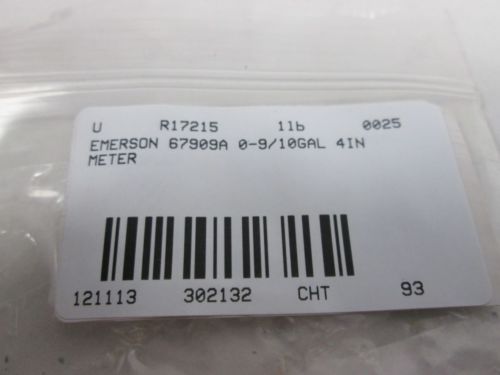 U R17215 1lb 0025
EMERSON 67909A 0-9/10GAL 4IN
METER
121113 302132 CHT 93